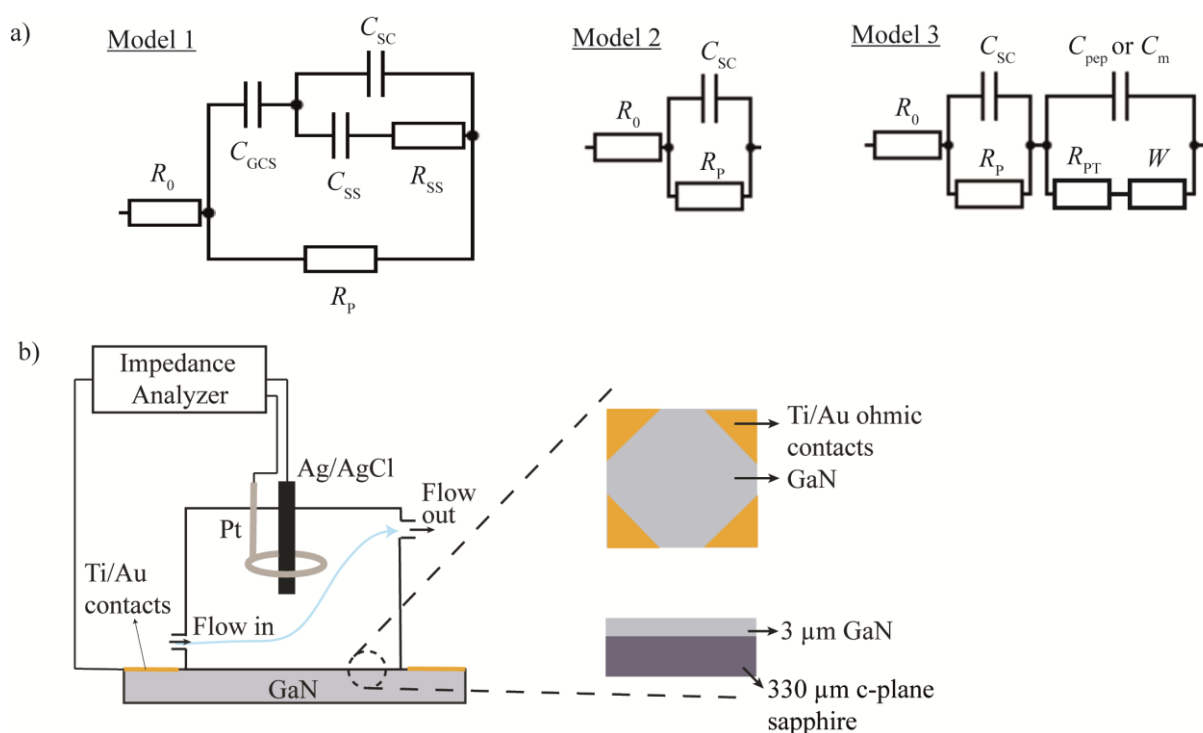 a)
Model 1
C_SC
C_GCS
C_SS
R_SS
R_0
R_P
Model 2
C_SC
R_0
R_P
Model 3
C_SC
C_pep or C_m
R_0
R_P
R_PT
W
b)
Impedance
Analyzer
Ag/AgCl
Pt
Flow
out
Ti/Au
contacts
Flow in
GaN
Ti/Au ohmic
contacts
GaN
3 µm GaN
330 µm c-plane
sapphire